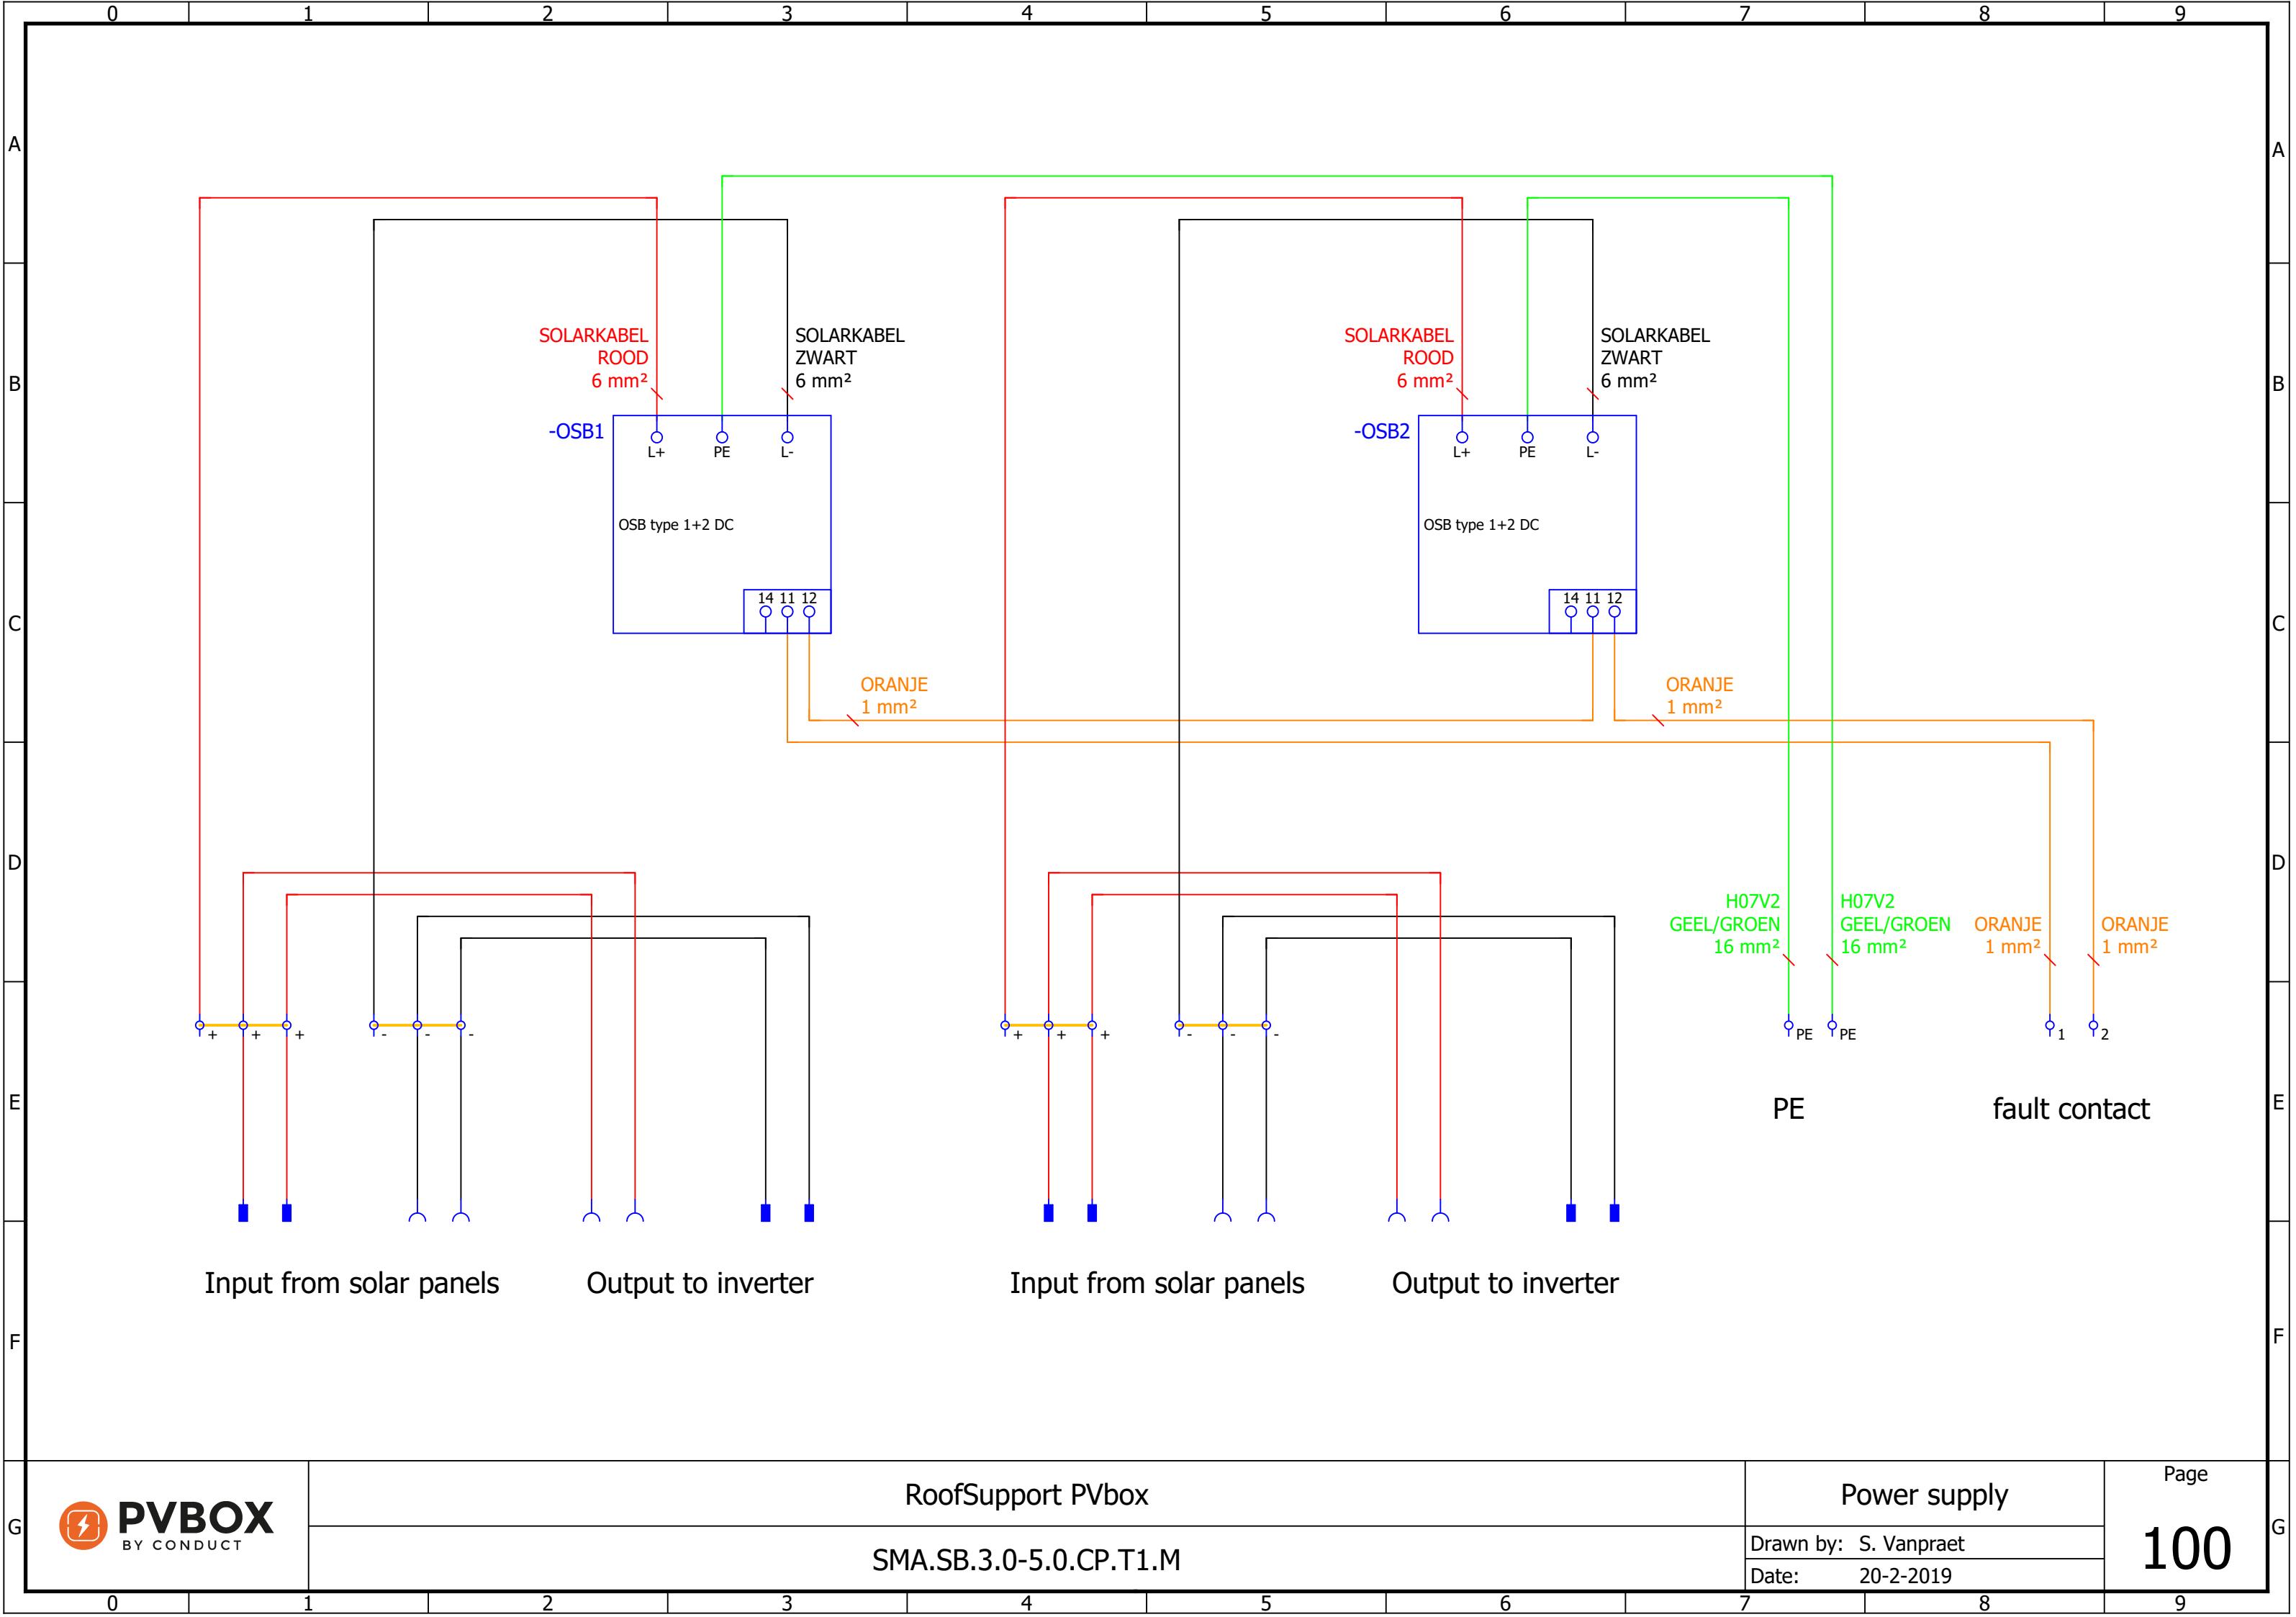 0 1 2 3 4 5 6 7 8 9
A A
SOLARKABEL
ROOD
6 mm²
SOLARKABEL
ZWART
6 mm²
SOLARKABEL
ROOD
6 mm²
SOLARKABEL
ZWART
6 mm²
B B
-OSB1
L+ PE L-
-OSB2
L+ PE L-
OSB type 1+2 DC
OSB type 1+2 DC
14 11 12
14 11 12
C C
ORANJE
1 mm²
ORANJE
1 mm²
D D
H07V2
GEEL/GROEN
16 mm²
H07V2
GEEL/GROEN
16 mm²
ORANJE
1 mm²
ORANJE
1 mm²
+ + + - - - + + + - - - PE PE 1 2
E E
PE
fault contact
Input from solar panels
Output to inverter
Input from solar panels
Output to inverter
F F
G G
PVBOX
BY CONDUCT
RoofSupport PVbox
SMA.SB.3.0-5.0.CP.T1.M
Power supply
Drawn by: S. Vanpraet
Date: 20-2-2019
Page
100
0 1 2 3 4 5 6 7 8 9